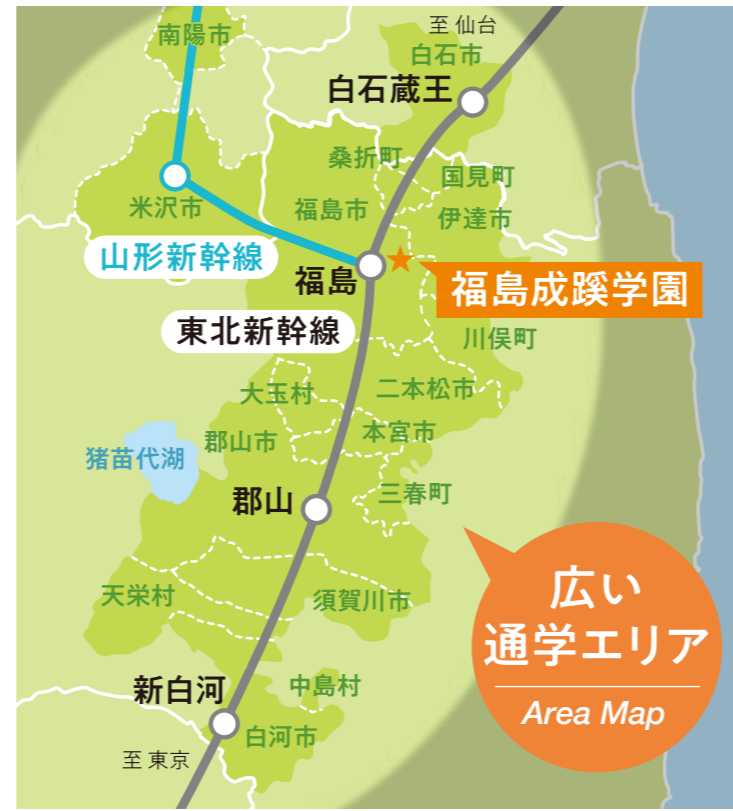 至 仙台
南陽市
白石市
白石蔵王
桑折町
国見町
米沢市
福島市
伊達市
山形新幹線
福島
福島成蹊学園
東北新幹線
川俣町
大玉村
二本松市
郡山市
本宮市
猪苗代湖
三春町
郡山
天栄村
須賀川市
広い
通学エリア
Area Map
新白河
中島村
白河市
至 東京